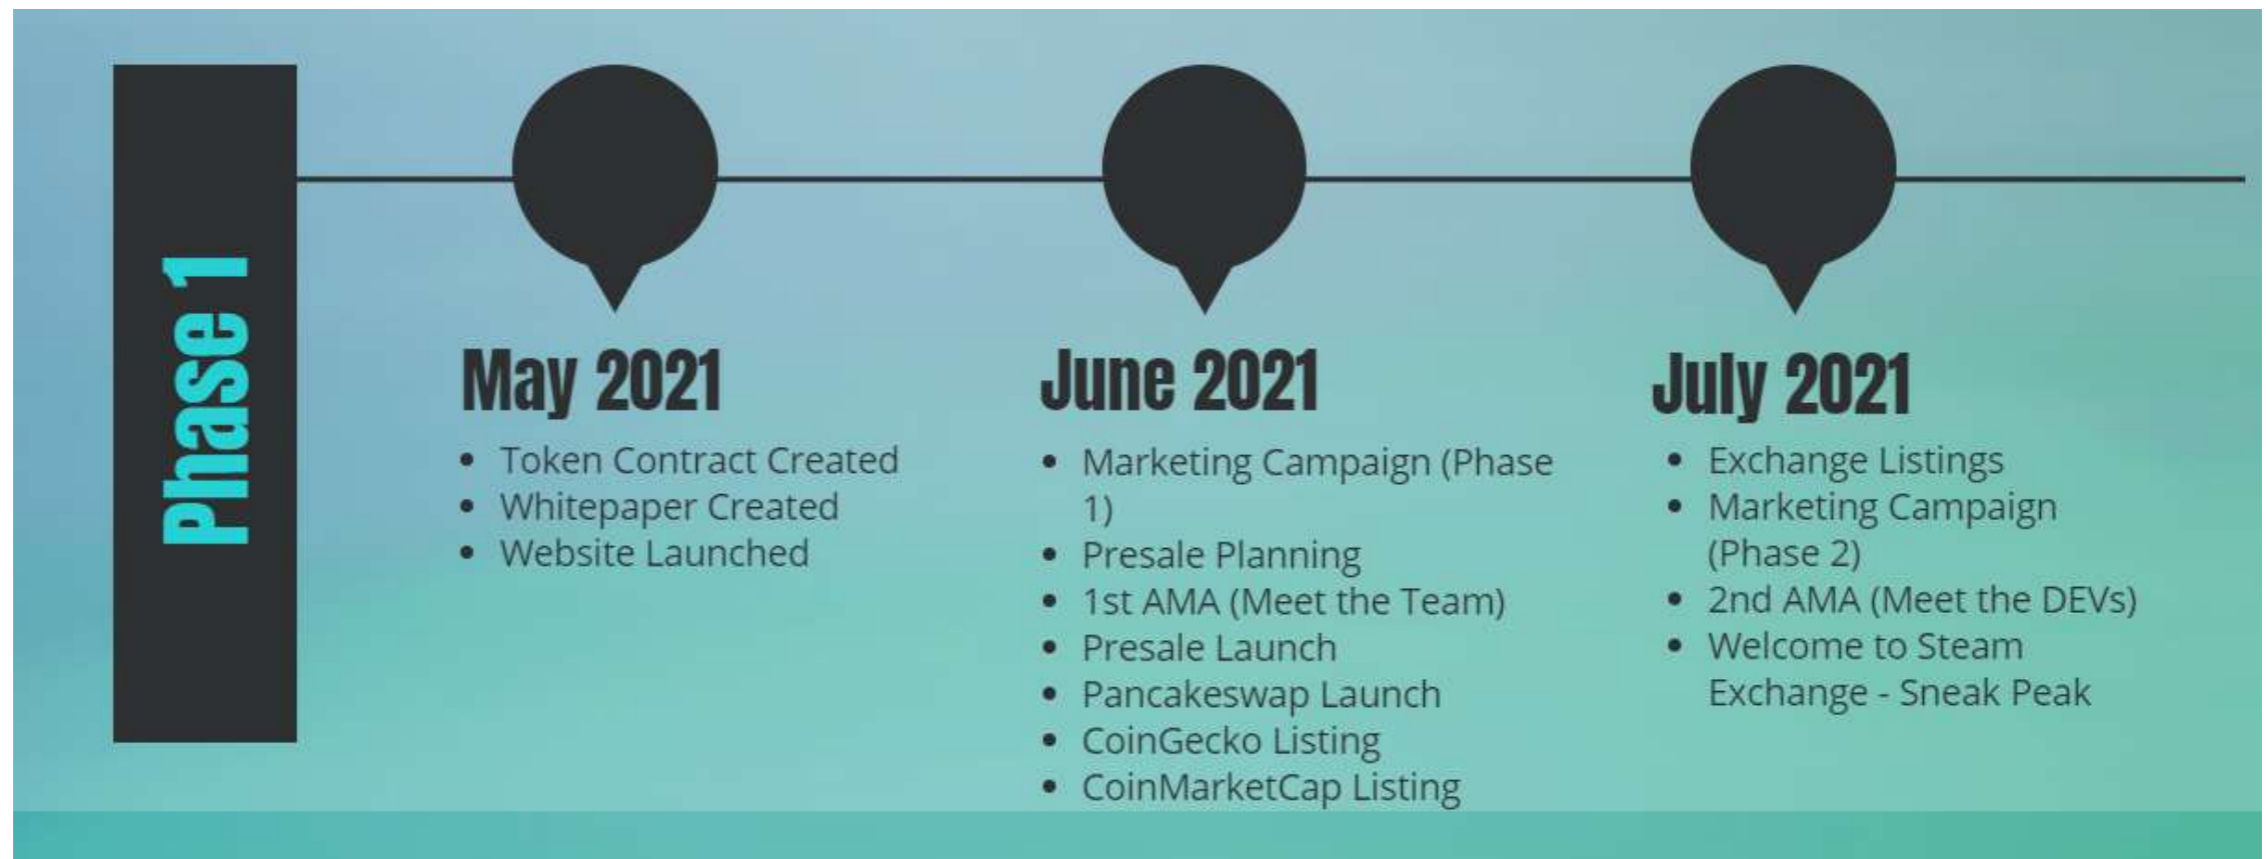 Phase 1
May 2021
• Token Contract Created
• Whitepaper Created
• Website Launched
June 2021
• Marketing Campaign (Phase
1)
• Presale Planning
• 1st AMA (Meet the Team)
• Presale Launch
• Pancakeswap Launch
• CoinGecko Listing
• CoinMarketCap Listing
July 2021
• Exchange Listings
• Marketing Campaign
(Phase 2)
• 2nd AMA (Meet the DEVs)
• Welcome to Steam
Exchange - Sneak Peak